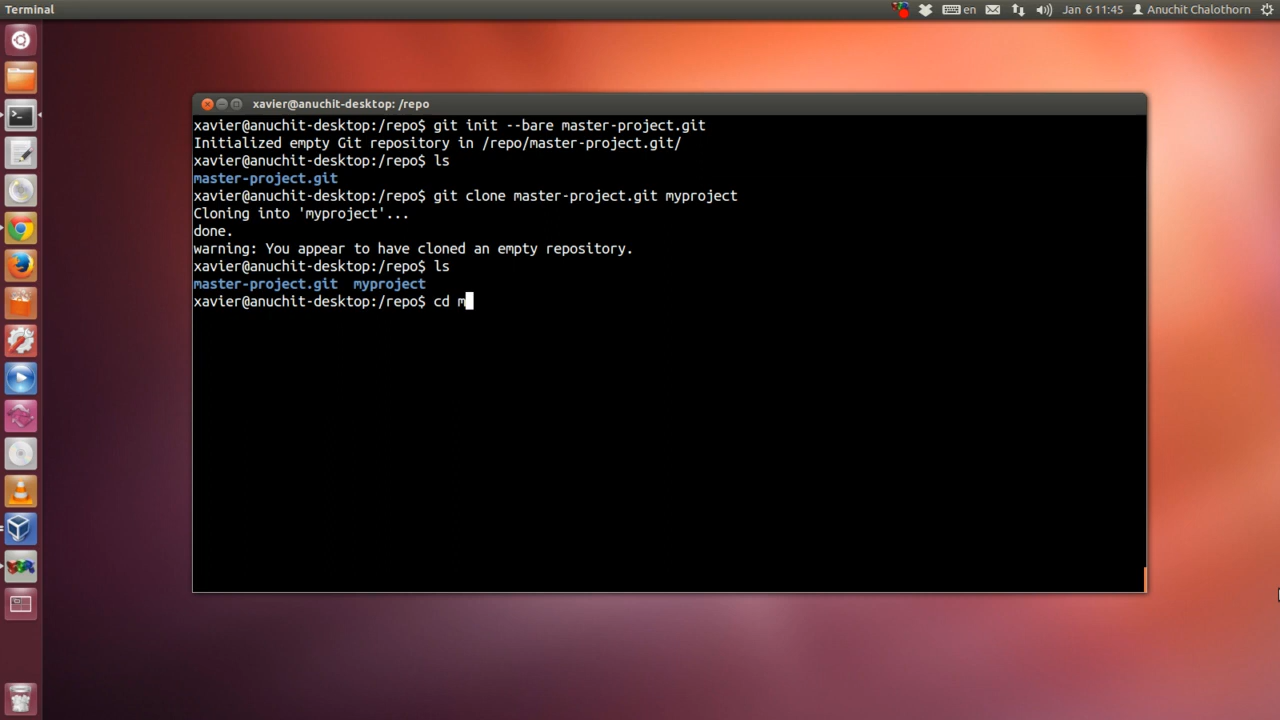 Terminal
en
Jan 6 11:45
Anuchit Chalothorn
xavier@anuchit-desktop: /repo
xavier@anuchit-desktop:/repo$ git init --bare master-project.git
Initialized empty Git repository in /repo/master-project.git/
xavier@anuchit-desktop:/repo$ ls
master-project.git
xavier@anuchit-desktop:/repo$ git clone master-project.git myproject
Cloning into 'myproject'...
done.
warning: You appear to have cloned an empty repository.
xavier@anuchit-desktop:/repo$ ls
master-project.git  myproject
xavier@anuchit-desktop:/repo$ cd m